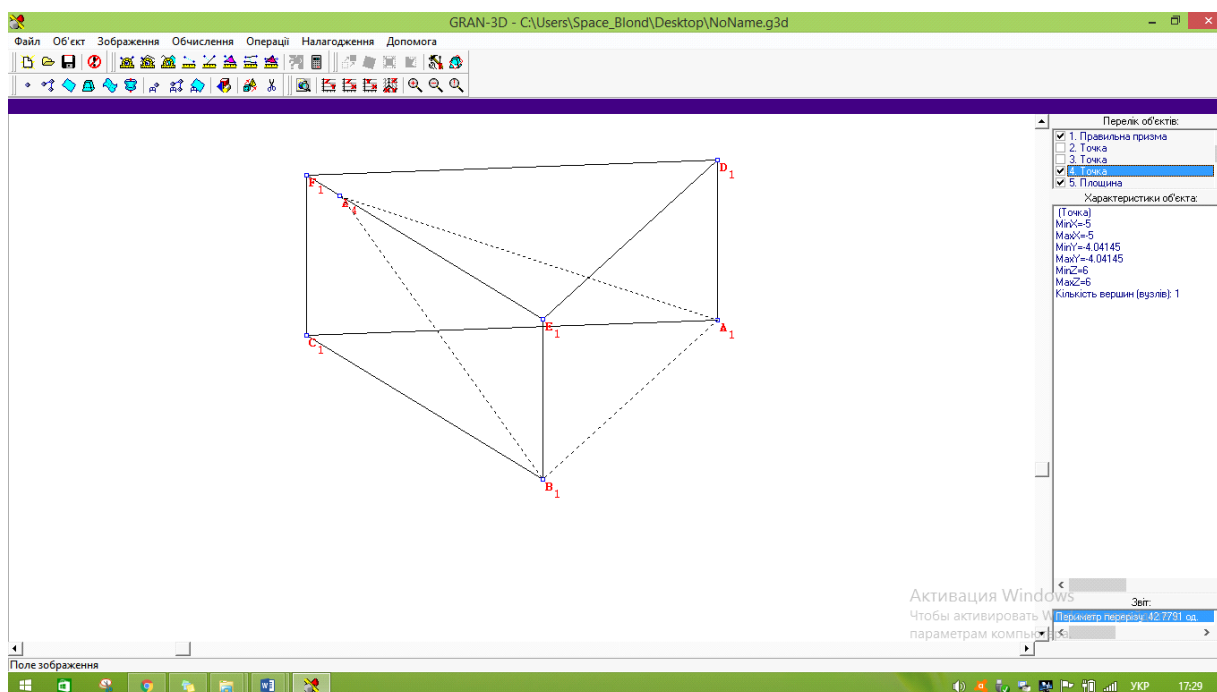 GRAN-3D - C:\Users\Space_Blond\Desktop\NoName.g3d
Файл Об'єкт Зображення Обчислення Операції Налагодження Допомога
Перелік об'єктів:
1. Правильна призма
2. Точка
3. Точка
4. Точка
5. Площина
Характеристики об'єкта:
(Точка)
MinX=-5
MaxX=-5
MinY=-4.04145
MaxY=-4.04145
MinZ=6
MaxZ=6
Кількість вершин (вузлів): 1
F1
D1
A4
E1
A1
C1
B1
Активация Windows
Чтобы активировать
параметрам
Звіт:
Периметр перерізу: 42.7791 од.
Поле зображення
УКР 17:29